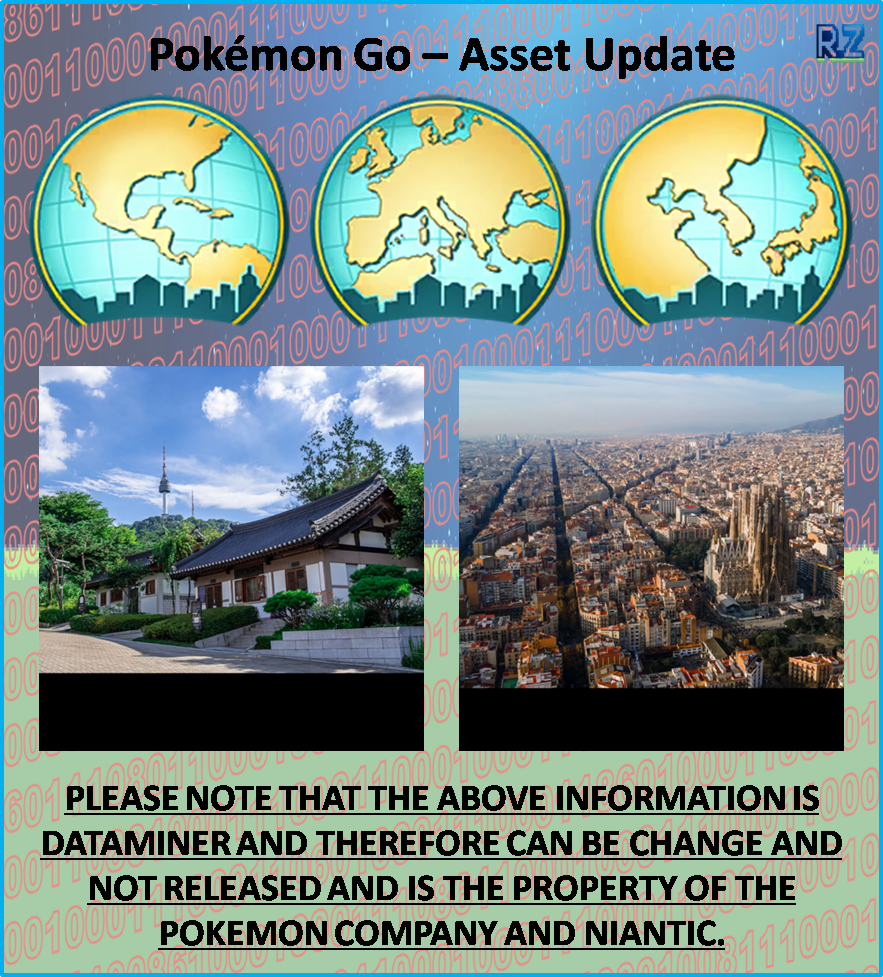 Pokémon Go – Asset Update
RZ
PLEASE NOTE THAT THE ABOVE INFORMATION IS
DATAMINER AND THEREFORE CAN BE CHANGE AND
NOT RELEASED AND IS THE PROPERTY OF THE
POKEMON COMPANY AND NIANTIC.